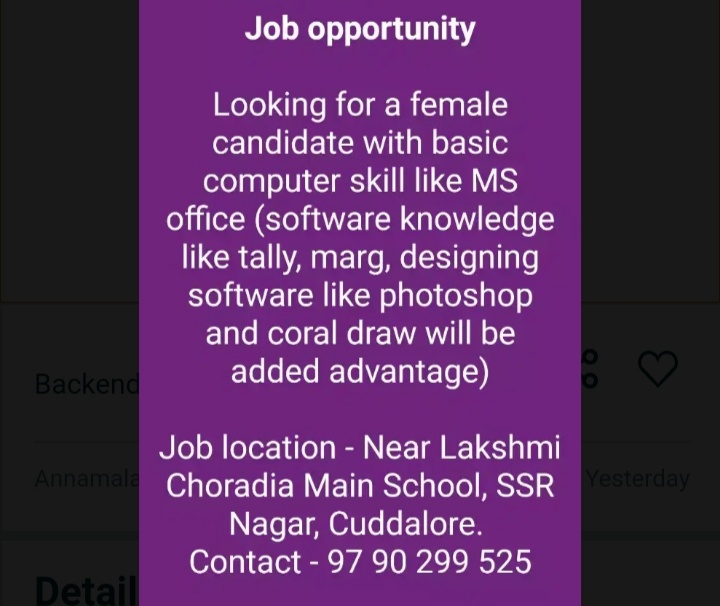 Job opportunity
Looking for a female
candidate with basic
computer skill like MS
office (software knowledge
like tally, marg, designing
software like photoshop
and coral draw will be
added advantage)
Backend
Job location - Near Lakshmi
Annamala
Choradia Main School, SSR
Yesterday
Nagar, Cuddalore.
Contact - 97 90 299 525
Detail